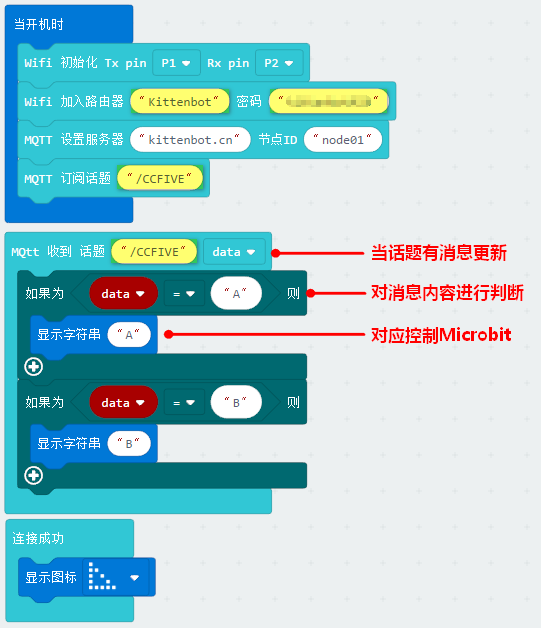 当开机时
Wifi 初始化 Tx pin P1 Rx pin P2
Wifi 加入路由器 "Kittenbot" 密码
MQTT 设置服务器 "kittenbot.cn" 节点ID "node01"
MQTT 订阅话题 "/CCFIVE"
MQtt 收到 话题 "/CCFIVE" data
当话题有消息更新
如果为 data = "A" 则
对消息内容进行判断
显示字符串 "A"
对应控制Microbit
如果为 data = "B" 则
显示字符串 "B"
连接成功
显示图标